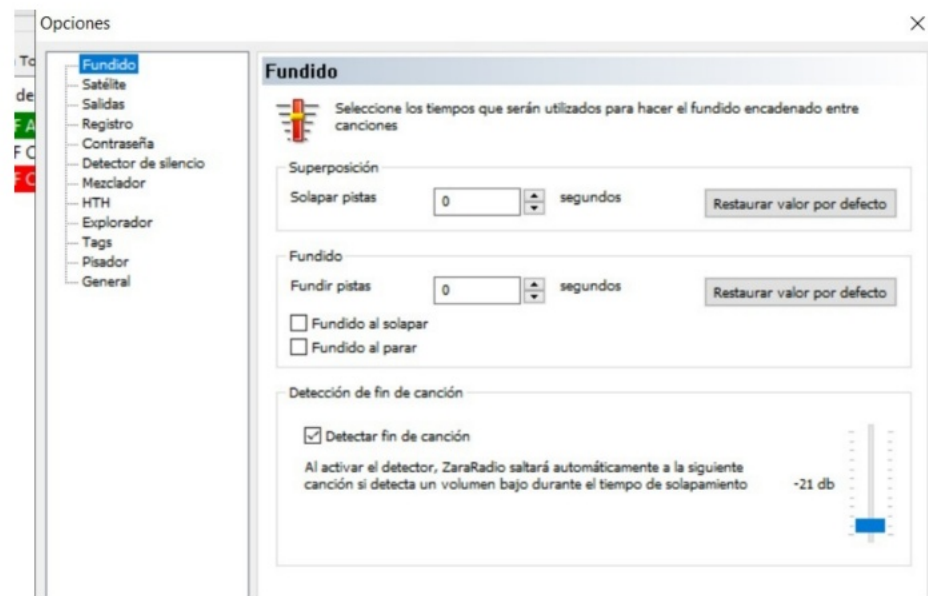 Opciones
To
Fundido
Satélite
de
Salidas
F A
Registro
F C
Contraseña
Detector de silencio
F C
Mezclador
HTH
Explorador
Tags
Pisador
General
Fundido
Seleccione los tiempos que serán utilizados para hacer el fundido encadenado entre
canciones
Superposición
Solapar pistas 0 segundos Restaurar valor por defecto
Fundido
Fundir pistas 0 segundos Restaurar valor por defecto
Fundido al solapar
Fundido al parar
Detección de fin de canción
Detectar fin de canción
Al activar el detector, ZaraRadio saltará automáticamente a la siguiente
canción si detecta un volumen bajo durante el tiempo de solapamiento -21 db